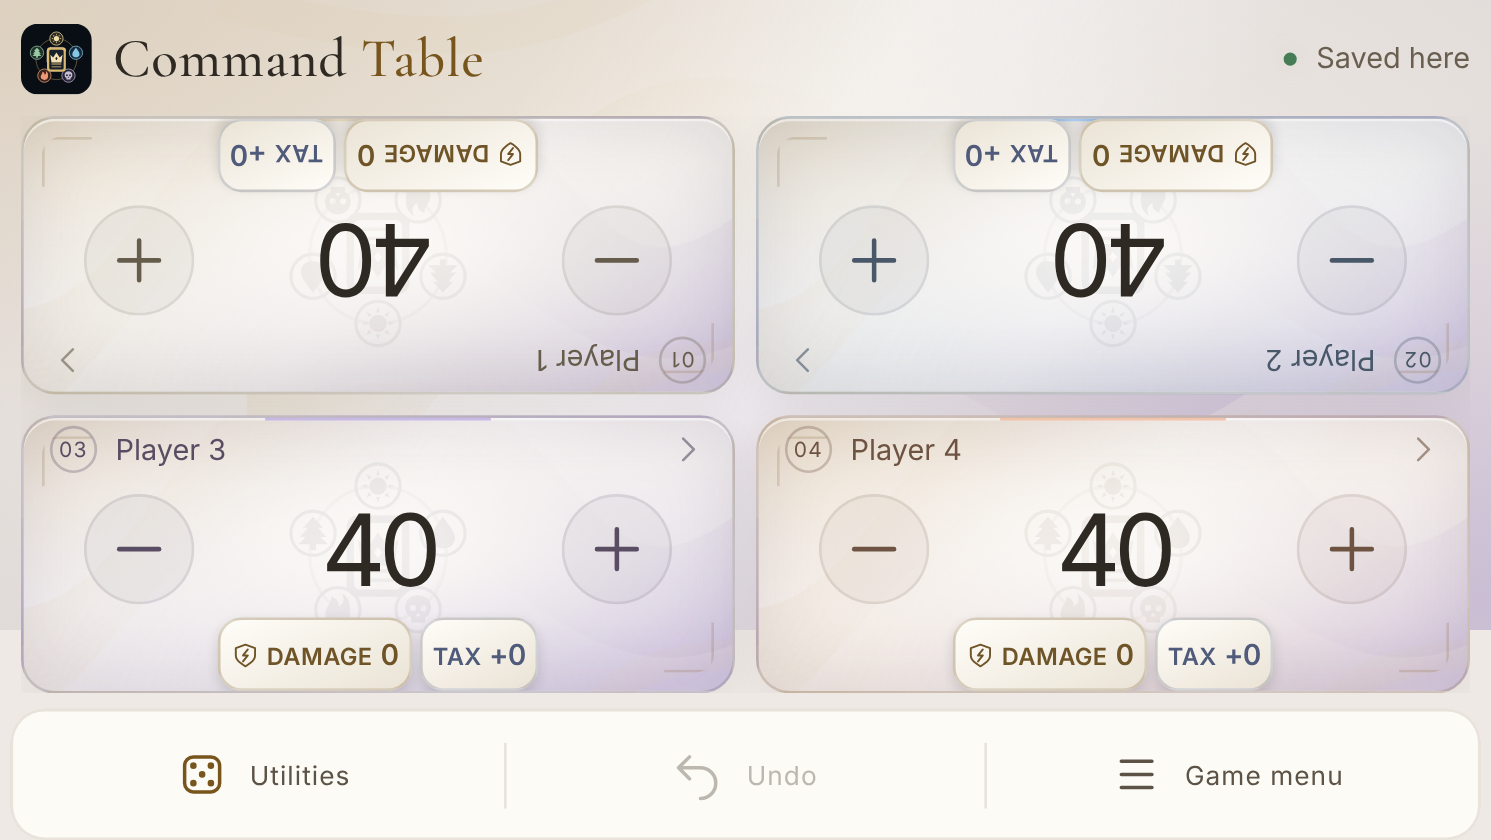 Command Table
Saved here
DAMAGE 0
TAX +0
DAMAGE 0
TAX +0
40
40
01 Player 1
02 Player 2
03 Player 3
04 Player 4
40
40
DAMAGE 0
TAX +0
DAMAGE 0
TAX +0
Utilities
Undo
Game menu